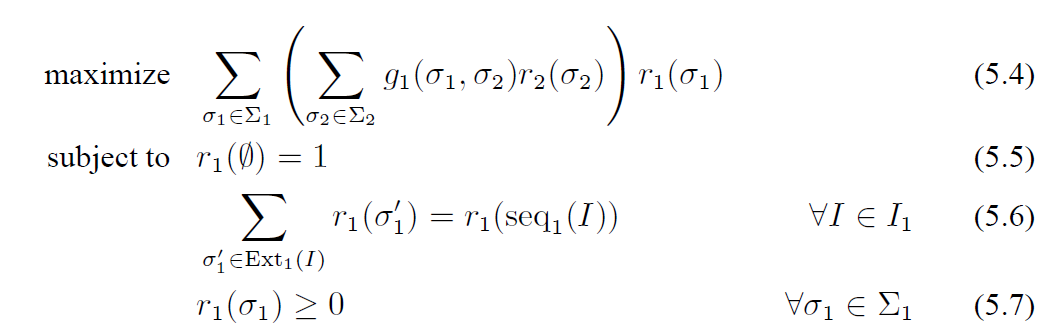 maximize ∑_{σ₁∈Σ₁} ( ∑_{σ₂∈Σ₂} g₁(σ₁, σ₂)r₂(σ₂) ) r₁(σ₁) (5.4)
subject to r₁(∅) = 1 (5.5)
∑_{σ′₁∈Ext₁(I)} r₁(σ′₁) = r₁(seq₁(I)) ∀I ∈ I₁ (5.6)
r₁(σ₁) ≥ 0 ∀σ₁ ∈ Σ₁ (5.7)